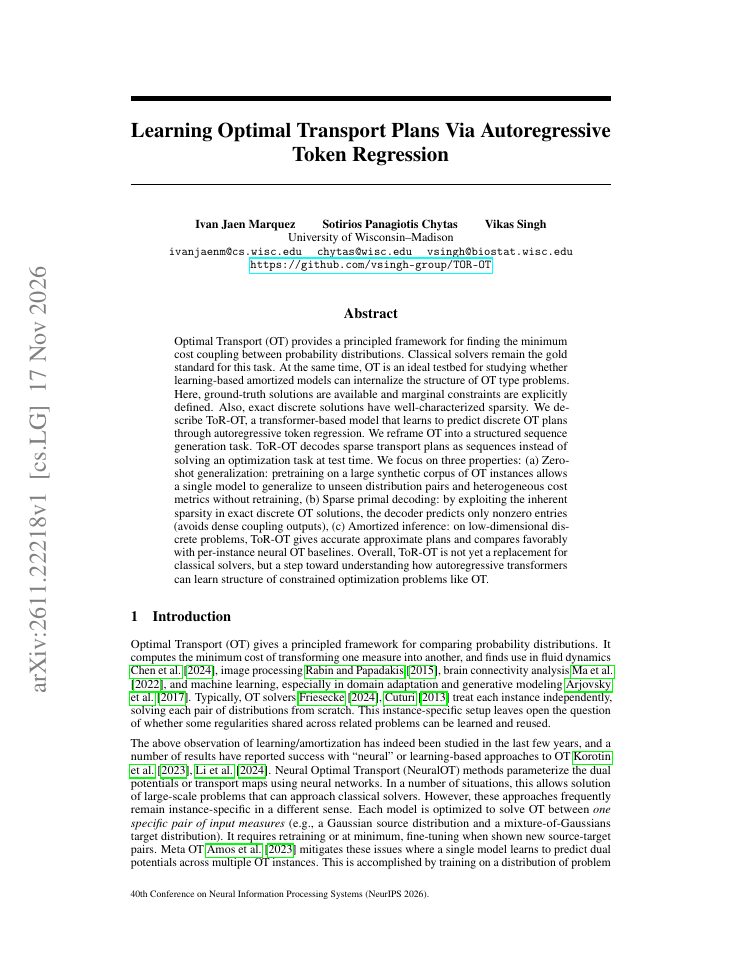 Learning Optimal Transport Plans Via Autoregressive
Token Regression
Ivan Jaen Marquez Sotirios Panagiotis Chytas Vikas Singh
University of Wisconsin–Madison
ivanjaenm@cs.wisc.edu chytas@wisc.edu vsingh@biostat.wisc.edu
https://github.com/vsingh-group/TOR-OT
arXiv:2611.22218v1 [cs.LG] 17 Nov 2026
Abstract
Optimal Transport (OT) provides a principled framework for finding the minimum
cost coupling between probability distributions. Classical solvers remain the gold
standard for this task. At the same time, OT is an ideal testbed for studying whether
learning-based amortized models can internalize the structure of OT type problems.
Here, ground-truth solutions are available and marginal constraints are explicitly
defined. Also, exact discrete solutions have well-characterized sparsity. We de-
scribe ToR-OT, a transformer-based model that learns to predict discrete OT plans
through autoregressive token regression. We reframe OT into a structured sequence
generation task. ToR-OT decodes sparse transport plans as sequences instead of
solving an optimization task at test time. We focus on three properties: (a) Zero-
shot generalization: pretraining on a large synthetic corpus of OT instances allows
a single model to generalize to unseen distribution pairs and heterogeneous cost
metrics without retraining, (b) Sparse primal decoding: by exploiting the inherent
sparsity in exact discrete OT solutions, the decoder predicts only nonzero entries
(avoids dense coupling outputs), (c) Amortized inference: on low-dimensional dis-
crete problems, ToR-OT gives accurate approximate plans and compares favorably
with per-instance neural OT baselines. Overall, ToR-OT is not yet a replacement for
classical solvers, but a step toward understanding how autoregressive transformers
can learn structure of constrained optimization problems like OT.
1 Introduction
Optimal Transport (OT) gives a principled framework for comparing probability distributions. It
computes the minimum cost of transforming one measure into another, and finds use in fluid dynamics
Chen et al. [2024], image processing Rabin and Papadakis [2015], brain connectivity analysis Ma et al.
[2022], and machine learning, especially in domain adaptation and generative modeling Arjovsky
et al. [2017]. Typically, OT solvers Friesecke [2024], Cuturi [2013] treat each instance independently,
solving each pair of distributions from scratch. This instance-specific setup leaves open the question
of whether some regularities shared across related problems can be learned and reused.
The above observation of learning/amortization has indeed been studied in the last few years, and a
number of results have reported success with “neural” or learning-based approaches to OT Korotin
et al. [2023], Li et al. [2024]. Neural Optimal Transport (NeuralOT) methods parameterize the dual
potentials or transport maps using neural networks. In a number of situations, this allows solution
of large-scale problems that can approach classical solvers. However, these approaches frequently
remain instance-specific in a different sense. Each model is optimized to solve OT between one
specific pair of input measures (e.g., a Gaussian source distribution and a mixture-of-Gaussians
target distribution). It requires retraining or at minimum, fine-tuning when shown new source-target
pairs. Meta OT Amos et al. [2023] mitigates these issues where a single model learns to predict dual
potentials across multiple OT instances. This is accomplished by training on a distribution of problem
40th Conference on Neural Information Processing Systems (NeurIPS 2026).